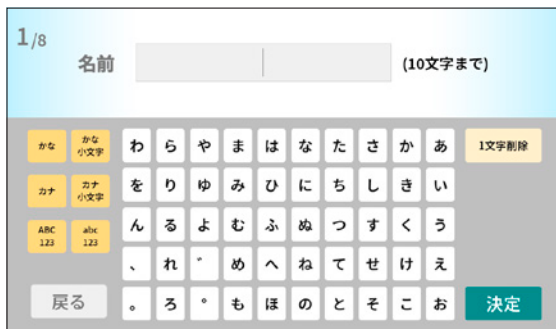 1/8
名前 (10文字まで)
かな かな小文字 わ ら や ま は な た さ か あ 1文字削除
カナ カナ小文字 を り ゆ み ひ に ち し き い
ABC123 abc123 ん る よ む ふ ぬ つ す く う
、 れ ゛ め へ ね て せ け え
戻る 。 ろ ゜ も ほ の と そ こ お 決定